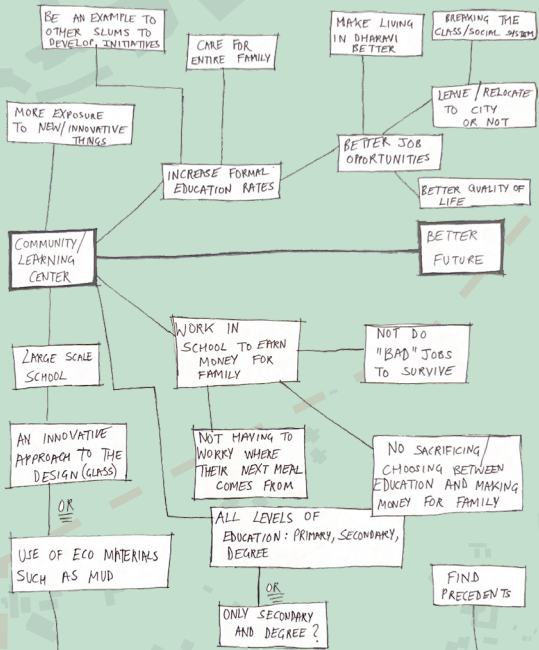 BE AN EXAMPLE TO
OTHER SLUMS TO
DEVELOP, INITIATIVES
CARE FOR
ENTIRE FAMILY
MAKE LIVING
IN DHARAVI
BETTER
BREAKING THE
CLASS/SOCIAL SYSTEM
MORE EXPOSURE
TO NEW/INNOVATIVE
THINGS
LEAVE/RELOCATE
TO CITY
OR NOT
INCREASE FORMAL
EDUCATION RATES
BETTER JOB
OPPORTUNITIES
BETTER QUALITY OF
LIFE
COMMUNITY/
LEARNING
CENTER
BETTER
FUTURE
WORK IN
SCHOOL TO EARN
MONEY FOR
FAMILY
NOT DO
"BAD" JOBS
TO SURVIVE
LARGE SCALE
SCHOOL
AN INNOVATIVE
APPROACH TO THE
DESIGN (GLASS)
NOT HAVING TO
WORRY WHERE
THEIR NEXT MEAL
COMES FROM
NO SACRIFICING/
CHOOSING BETWEEN
EDUCATION AND MAKING
MONEY FOR FAMILY
OR
USE OF ECO MATERIALS
SUCH AS MUD
ALL LEVELS OF
EDUCATION: PRIMARY, SECONDARY,
DEGREE
OR
ONLY SECONDARY
AND DEGREE?
FIND
PRECEDENTS